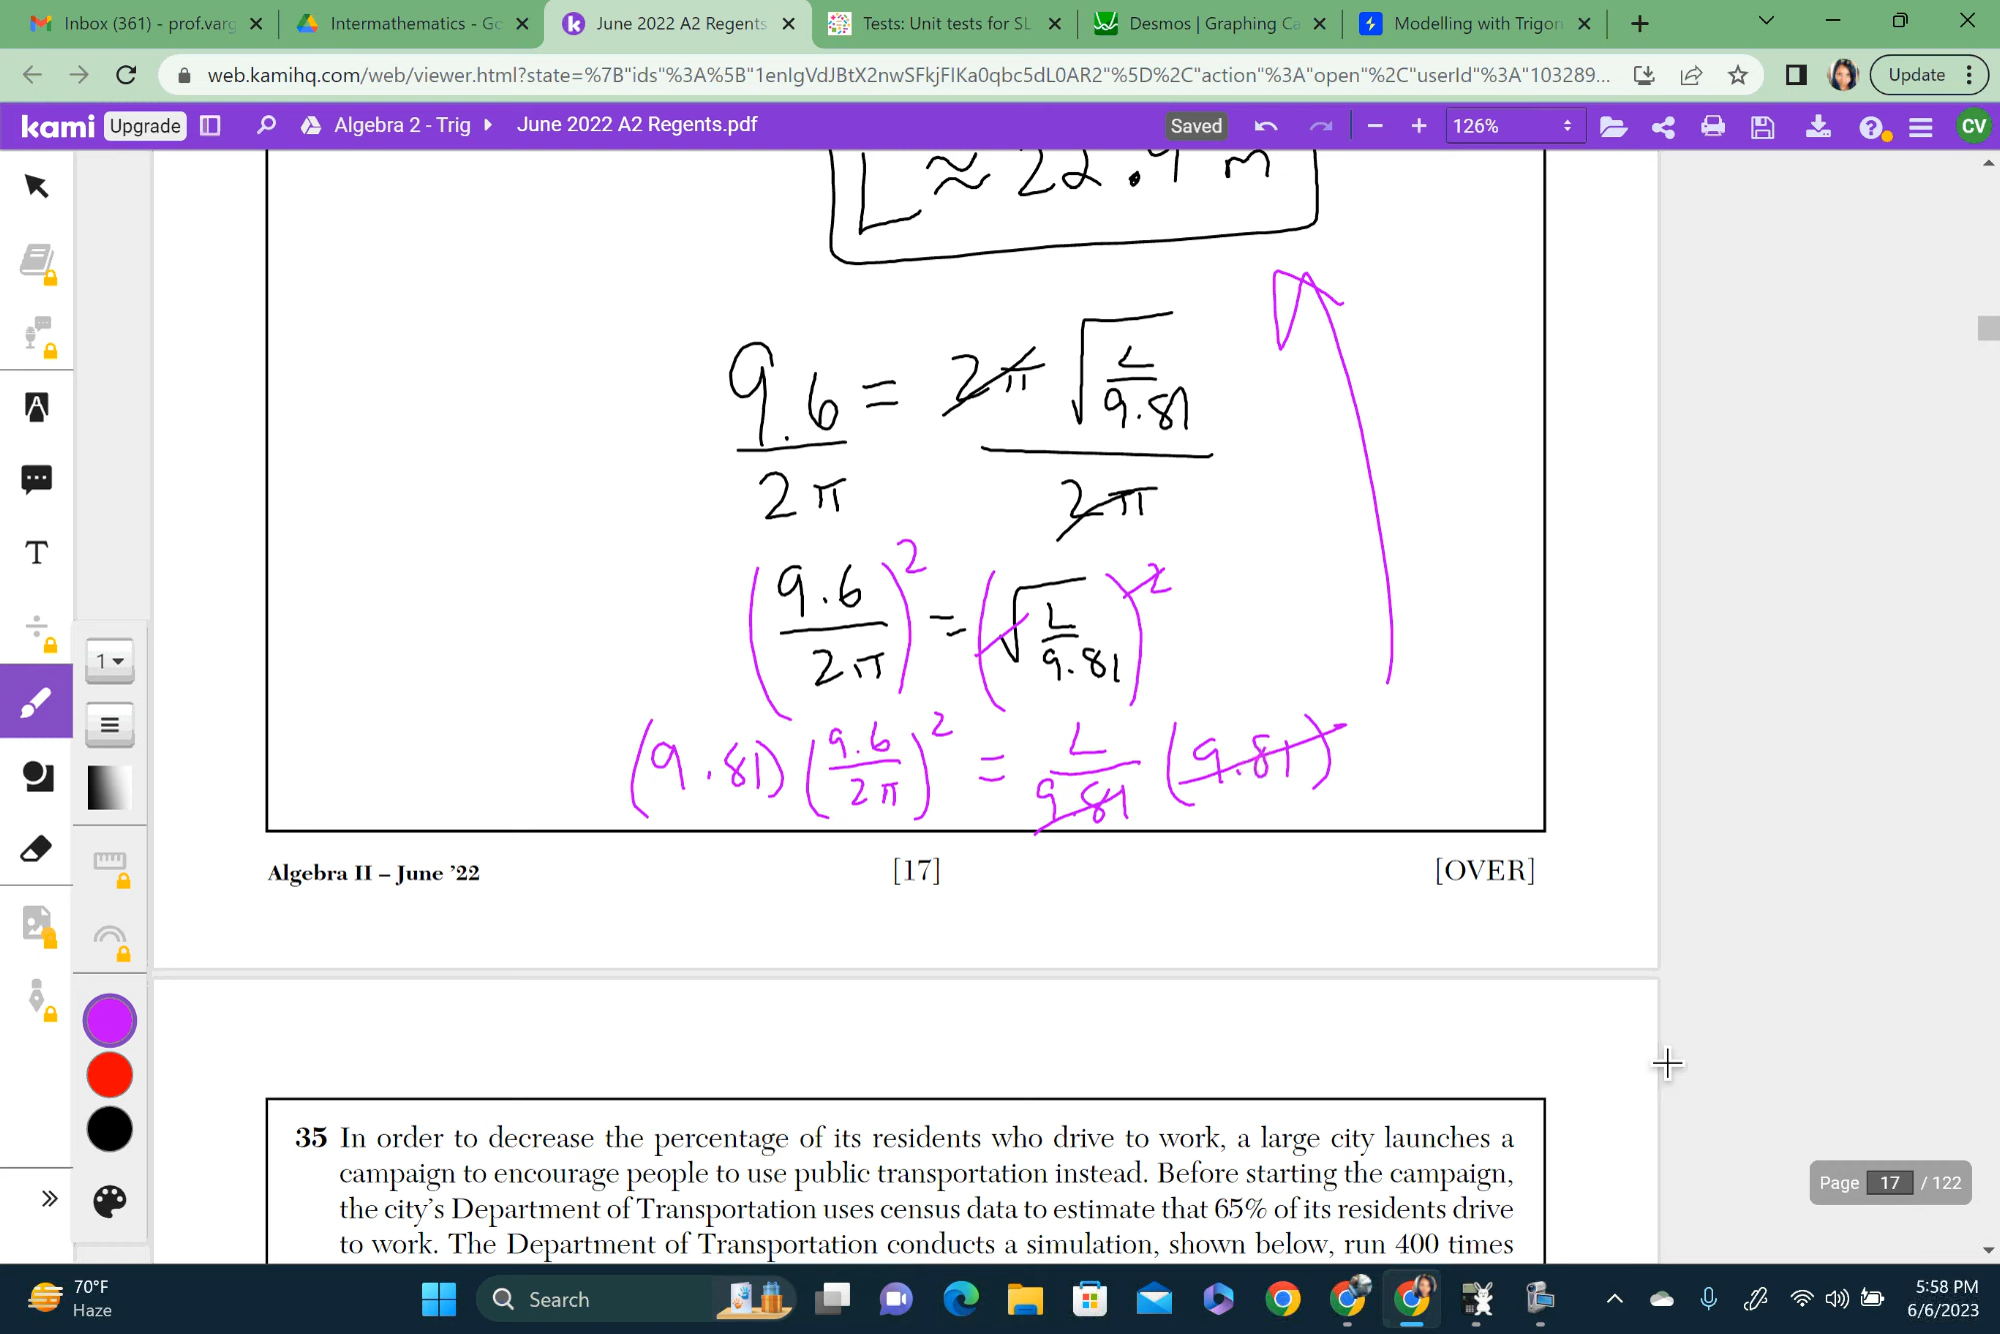 Inbox (361) - prof.varg
Intermathematics - Go
June 2022 A2 Regents
Tests: Unit tests for SL
Desmos | Graphing Ca
Modelling with Trigon
web.kamihq.com/web/viewer.html?state=%7B"ids"%3A%5B"1enlgVdJBtX2nwSFkjFIKa0qbc5dL0AR2"%5D%2C"action"%3A"open"%2C"userId"%3A"103289...
Update
kami Upgrade
Algebra 2 - Trig
June 2022 A2 Regents.pdf
Saved
126%
CV
L ≈ 22.9 m
9.6/2π = 2π√(L/9.81)/2π
(9.6/2π)² = (√(L/9.81))²
(9.81)(9.6/2π)² = L/9.81 (9.81)
1
T
Algebra II – June ’22
[17]
[OVER]
35 In order to decrease the percentage of its residents who drive to work, a large city launches a
campaign to encourage people to use public transportation instead. Before starting the campaign,
the city’s Department of Transportation uses census data to estimate that 65% of its residents drive
to work. The Department of Transportation conducts a simulation, shown below, run 400 times
Page 17 / 122
70°F
Haze
Search
5:58 PM
6/6/2023